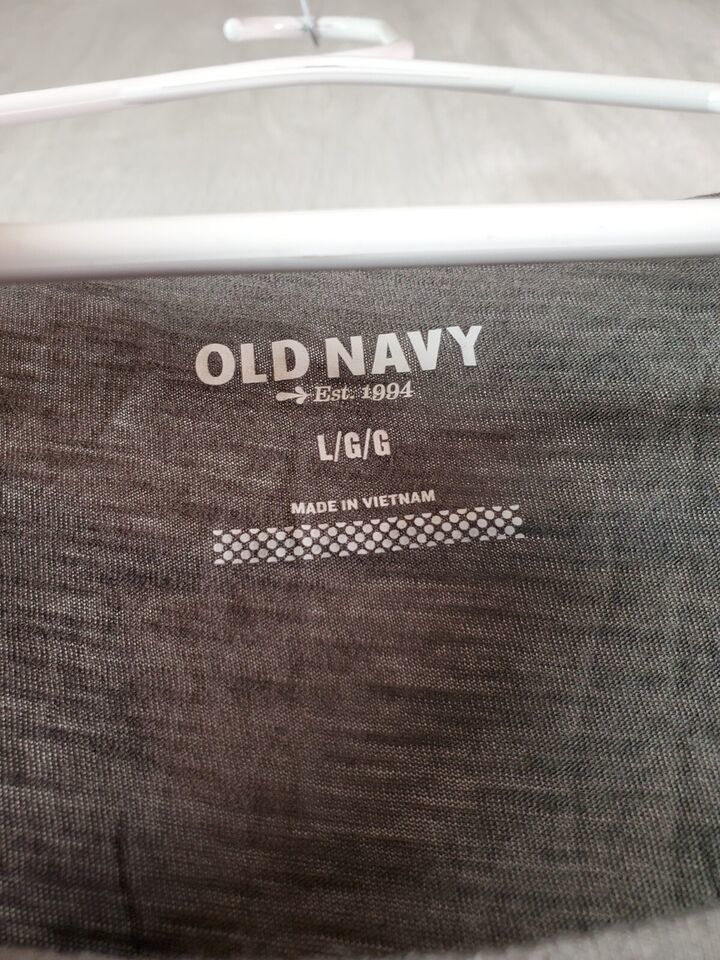 OLD NAVY
Est. 1994
L/G/G
MADE IN VIETNAM